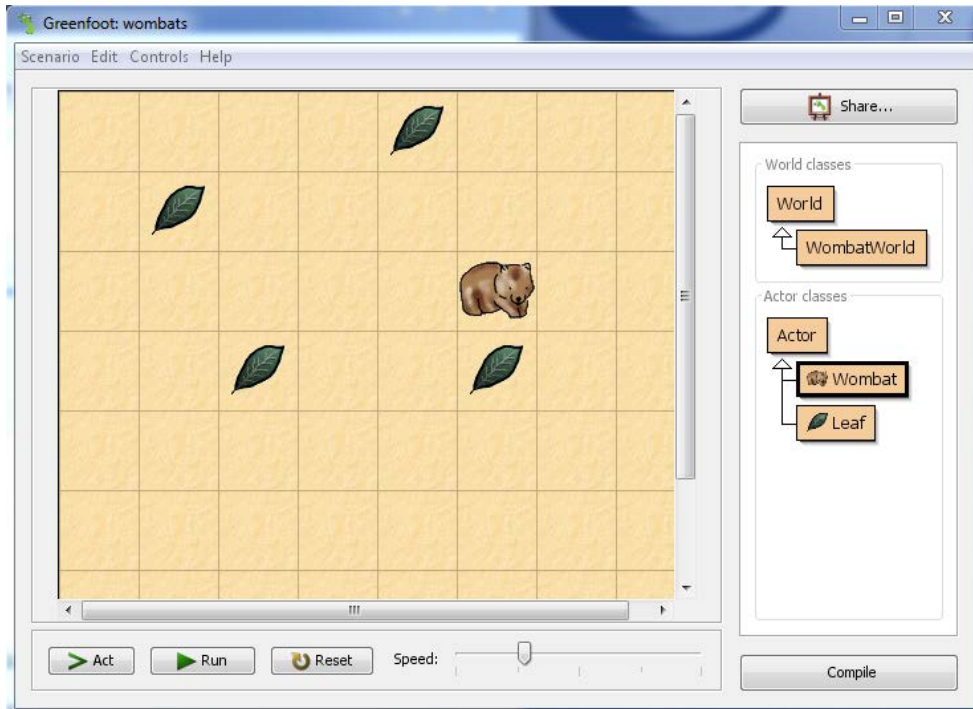 Greenfoot: wombats
Scenario Edit Controls Help
Share...
World classes
World
WombatWorld
Actor classes
Actor
Wombat
Leaf
Act
Run
Reset
Speed:
Compile